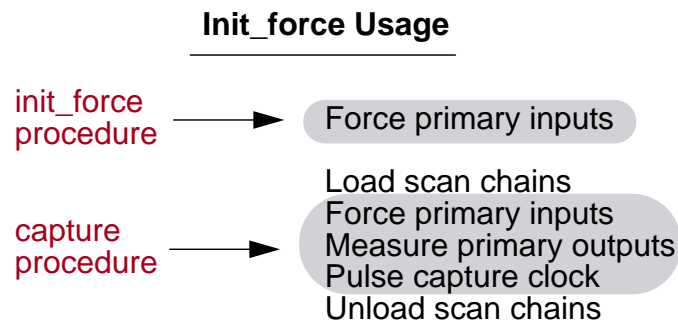 Init_force Usage
init_force
procedure
Force primary inputs
Load scan chains
Force primary inputs
capture
procedure
Measure primary outputs
Pulse capture clock
Unload scan chains